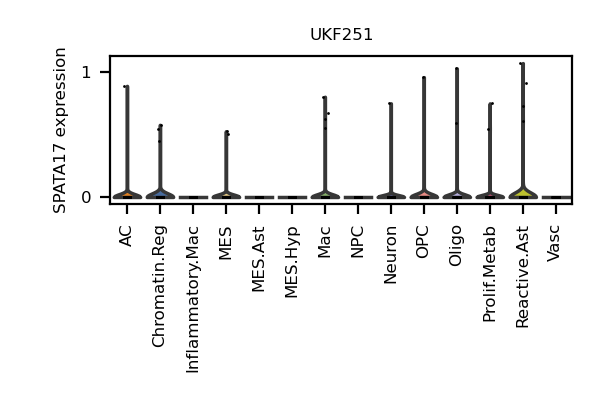 UKF251
SPATA17 expression
1
0
AC
Chromatin.Reg
Inflammatory.Mac
MES
MES.Ast
MES.Hyp
Mac
NPC
Neuron
OPC
Oligo
Prolif.Metab
Reactive.Ast
Vasc